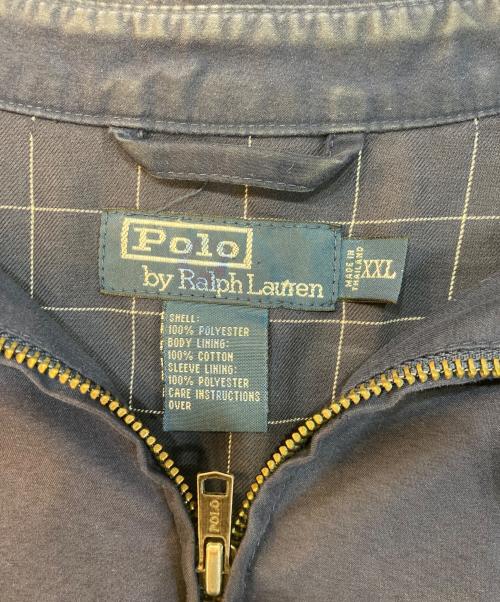 Polo
by Ralph Lauren
MADE IN
THAILAND
XXL
SHELL:
100% POLYESTER
BODY LINING:
100% COTTON
SLEEVE LINING:
100% POLYESTER
CARE INSTRUCTIONS
OVER
POLO